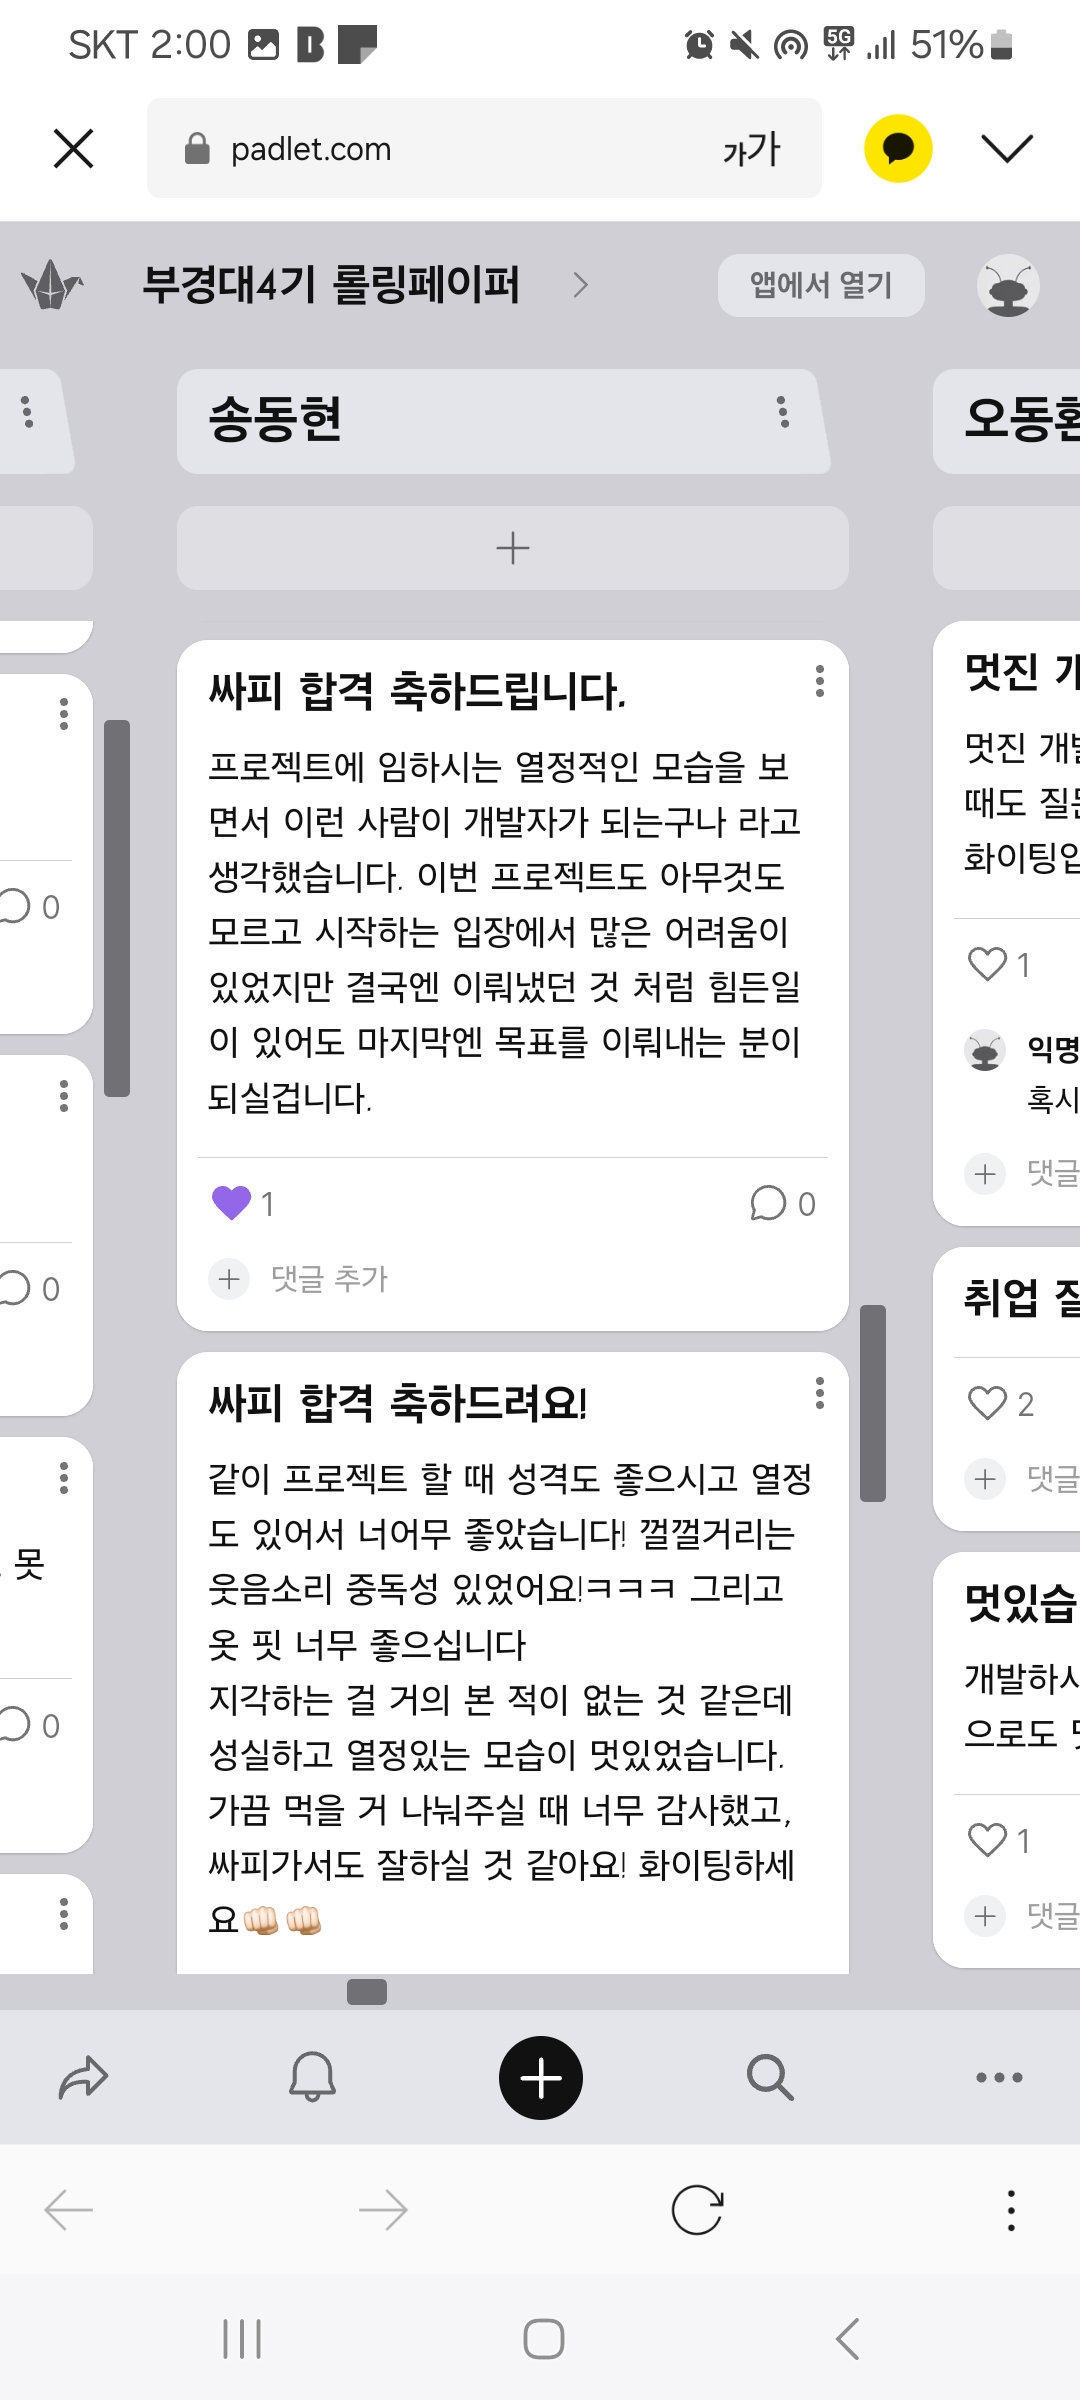 SKT 2:00
5G
51%
padlet.com
가가
부경대4기 롤링페이퍼
앱에서 열기
송동현
싸피 합격 축하드립니다.
프로젝트에 임하시는 열정적인 모습을 보
면서 이런 사람이 개발자가 되는구나 라고
생각했습니다. 이번 프로젝트도 아무것도
모르고 시작하는 입장에서 많은 어려움이
있었지만 결국엔 이뤄냈던 것 처럼 힘든일
이 있어도 마지막엔 목표를 이뤄내는 분이
되실겁니다.
1
0
댓글 추가
싸피 합격 축하드려요!
같이 프로젝트 할 때 성격도 좋으시고 열정
도 있어서 너어무 좋았습니다! 껄껄거리는
웃음소리 중독성 있었어요!ㅋㅋㅋ 그리고
옷 핏 너무 좋으십니다
지각하는 걸 거의 본 적이 없는 것 같은데
성실하고 열정있는 모습이 멋있었습니다.
가끔 먹을 거 나눠주실 때 너무 감사했고,
싸피가서도 잘하실 것 같아요! 화이팅하세
요👊🏻👊🏻
0
0
못
0
오동환
멋진
멋진
때도
화이팅
1
익명
혹시
댓글
취업
2
댓글
멋있습
개발하시
으로도
1
댓글